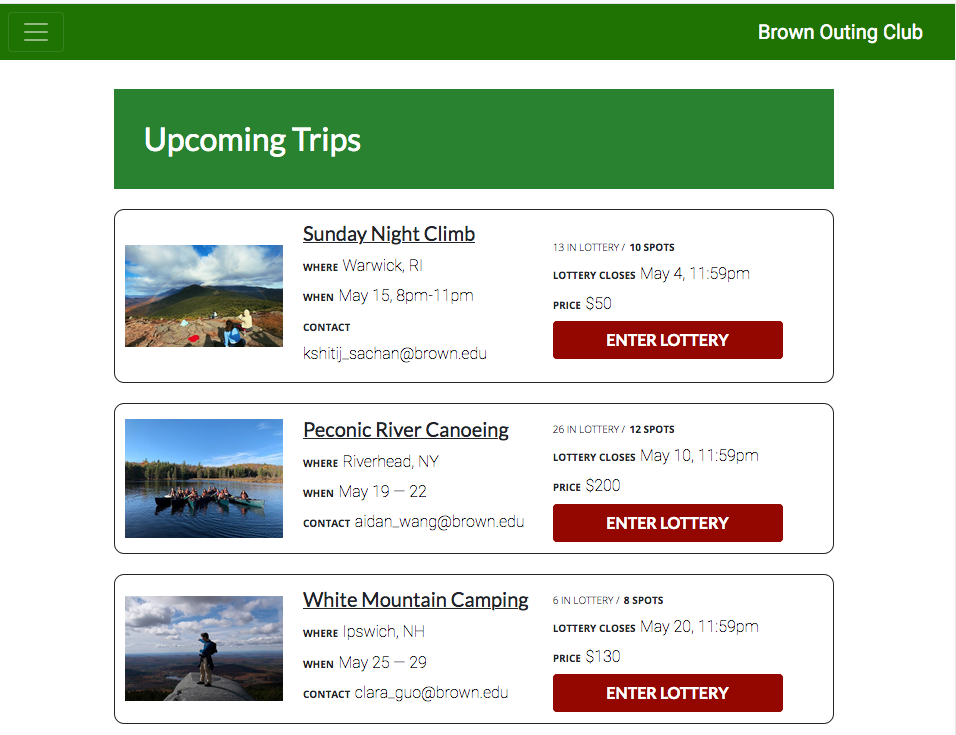 Brown Outing Club
Upcoming Trips
Sunday Night Climb
WHERE Warwick, RI
WHEN May 15, 8pm-11pm
CONTACT
kshitij_sachan@brown.edu
13 IN LOTTERY / 10 SPOTS
LOTTERY CLOSES May 4, 11:59pm
PRICE $50
ENTER LOTTERY
Peconic River Canoeing
WHERE Riverhead, NY
WHEN May 19 — 22
CONTACT aidan_wang@brown.edu
26 IN LOTTERY / 12 SPOTS
LOTTERY CLOSES May 10, 11:59pm
PRICE $200
ENTER LOTTERY
White Mountain Camping
WHERE Ipswich, NH
WHEN May 25 — 29
CONTACT clara_guo@brown.edu
6 IN LOTTERY / 8 SPOTS
LOTTERY CLOSES May 20, 11:59pm
PRICE $130
ENTER LOTTERY